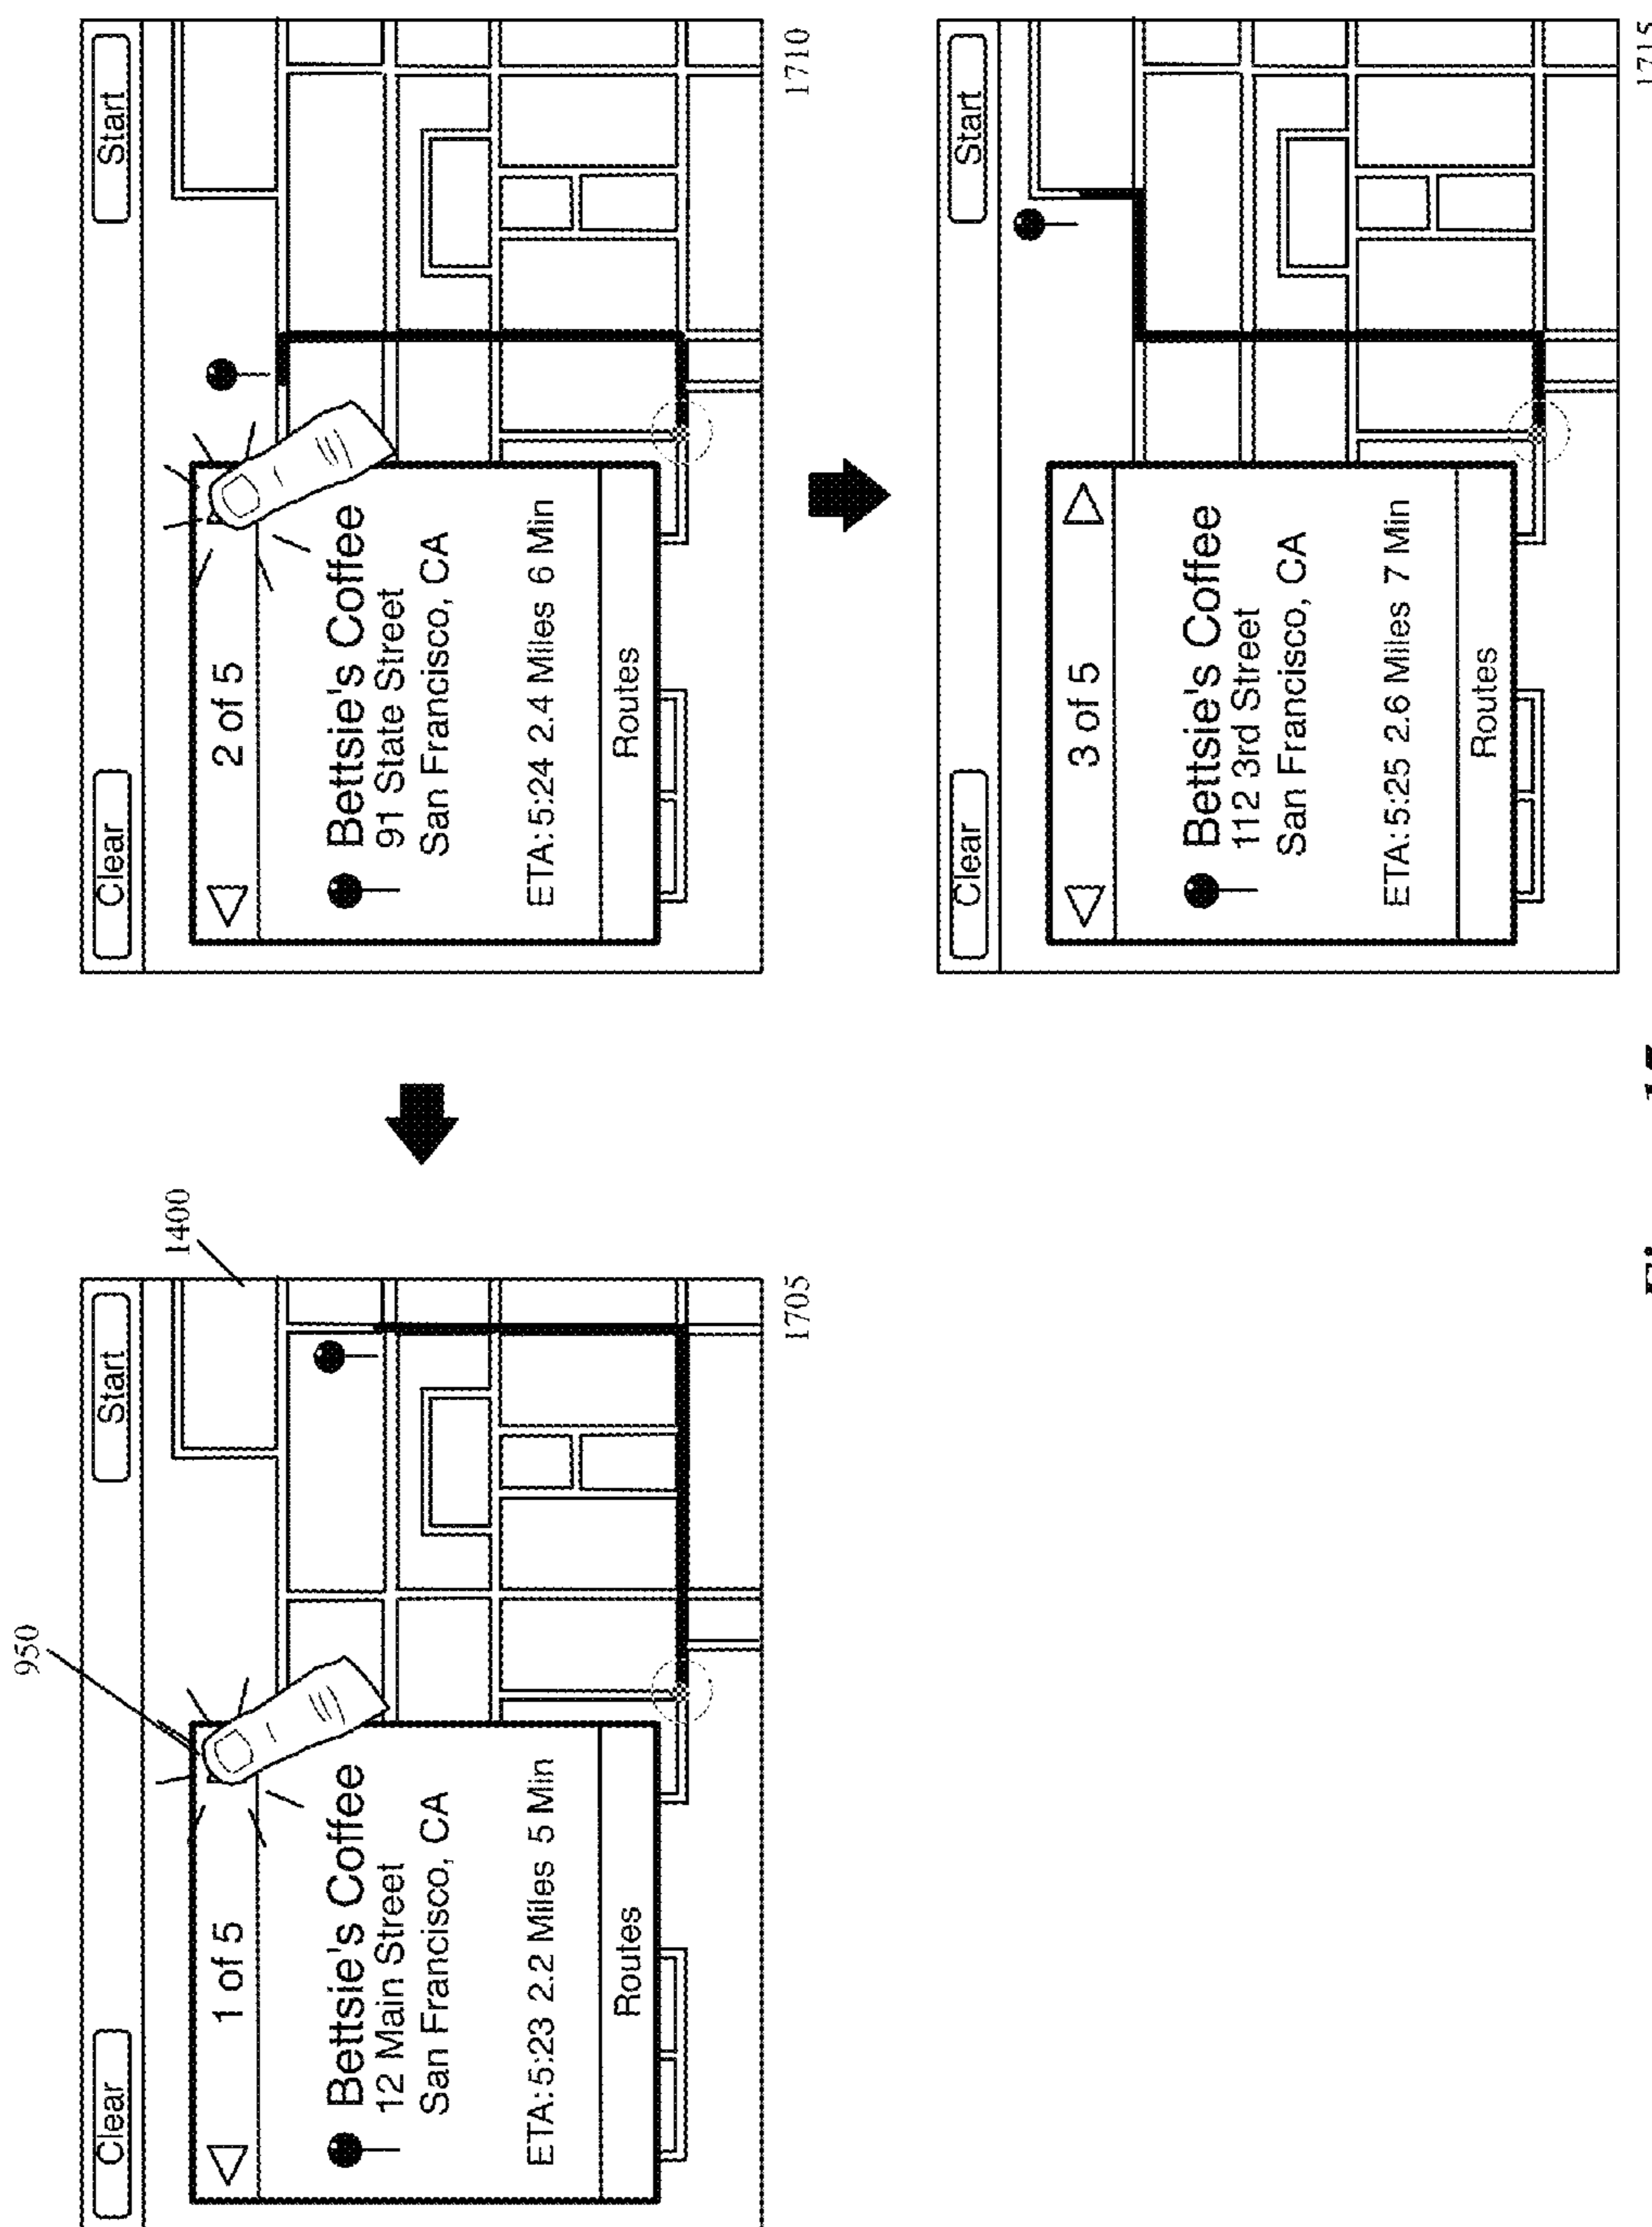 950
1400
Clear
Start
1 of 5
Bettsie's Coffee
12 Main Street
San Francisco, CA
ETA:5:23 2.2 Miles 5 Min
Routes
1705
Clear
Start
2 of 5
Bettsie's Coffee
91 State Street
San Francisco, CA
ETA:5:24 2.4 Miles 6 Min
Routes
1710
Clear
Start
3 of 5
Bettsie's Coffee
112 3rd Street
San Francisco, CA
ETA:5:25 2.6 Miles 7 Min
Routes
1715